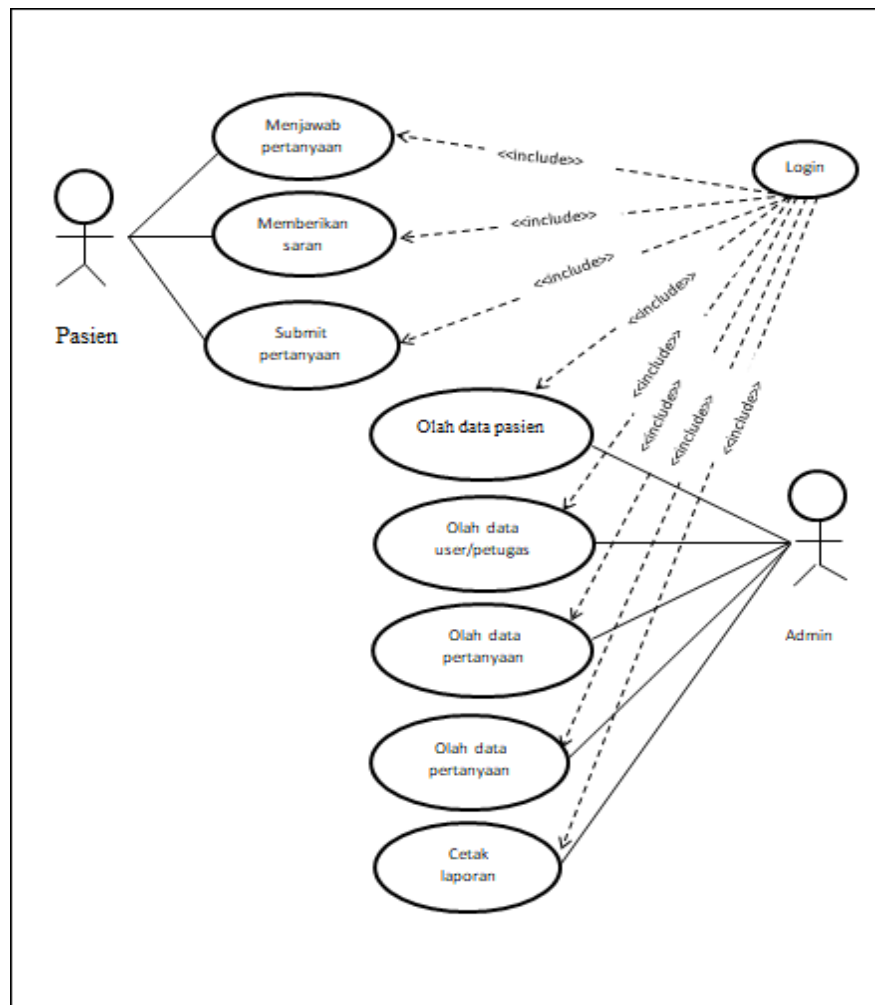 Menjawab
pertanyaan
<<include>>
Login
Memberikan
saran
<<include>>
<<include>>
Pasien
Submit
pertanyaan
<<include>>
<<include>>
<<include>>
<<include>>
<<include>>
Olah data pasien
Olah data
user/petugas
Olah data
pertanyaan
Admin
Olah data
pertanyaan
Cetak
laporan